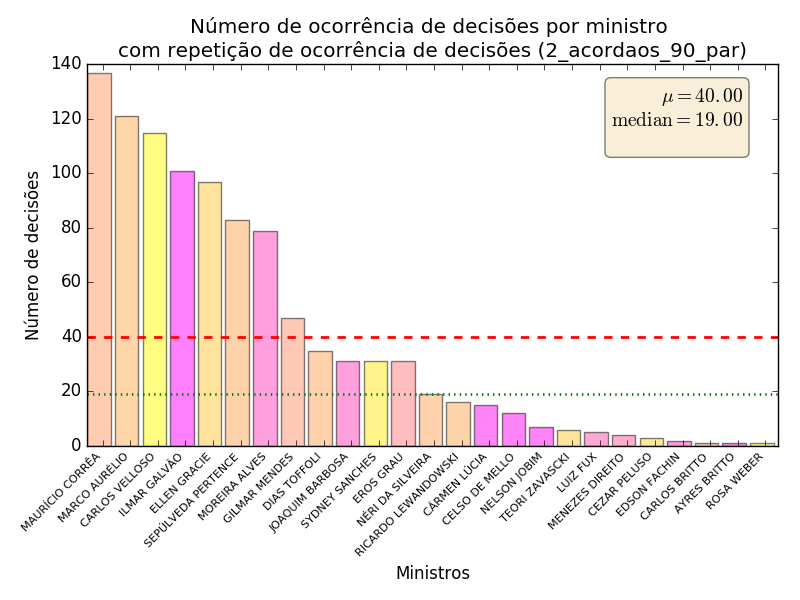 Número de ocorrência de decisões por ministro
com repetição de ocorrência de decisões (2_acordaos_90_par)
μ = 40.00
median = 19.00
Número de decisões
140
120
100
80
60
40
20
0
MAURÍCIO CORRÊA
MARCO AURÉLIO
CARLOS VELLOSO
ILMAR GALVÃO
ELLEN GRACIE
SEPÚLVEDA PERTENCE
MOREIRA ALVES
GILMAR MENDES
DIAS TOFFOLI
JOAQUIM BARBOSA
SYDNEY SANCHES
EROS GRAU
NÉRI DA SILVEIRA
RICARDO LEWANDOWSKI
CÁRMEN LÚCIA
CELSO DE MELLO
NELSON JOBIM
TEORI ZAVASCKI
LUIZ FUX
MENEZES DIREITO
CEZAR PELUSO
EDSON FACHIN
CARLOS BRITTO
AYRES BRITTO
ROSA WEBER
Ministros